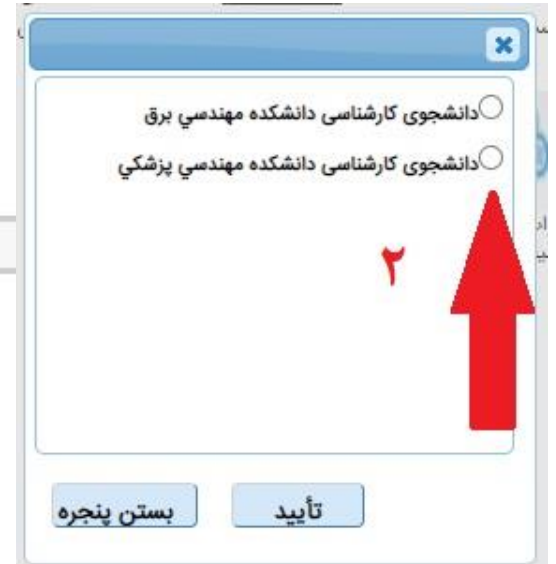 دانشجوی کارشناسی دانشکده مهندسي برق
دانشجوی کارشناسی دانشکده مهندسي پزشکي
۲
تأیید
بستن پنجره